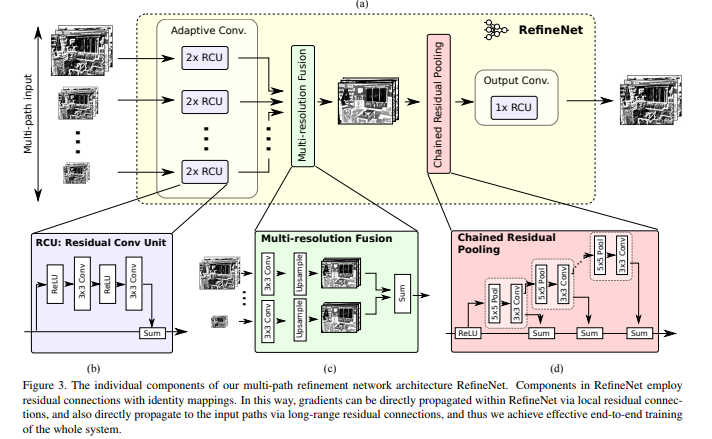 (a)
Adaptive Conv.
RefineNet
Multi-path input
2x RCU
2x RCU
2x RCU
Multi-resolution Fusion
Chained Residual Pooling
Output Conv.
1x RCU
RCU: Residual Conv Unit
ReLU
3x3 Conv
ReLU
3x3 Conv
Sum
Multi-resolution Fusion
3x3 Conv
Upsample
3x3 Conv
Upsample
Sum
Chained Residual
Pooling
ReLU
5x5 Pool
3x3 Conv
5x5 Pool
3x3 Conv
5x5 Pool
3x3 Conv
Sum
Sum
Sum
(b)
(c)
(d)
Figure 3. The individual components of our multi-path refinement network architecture RefineNet. Components in RefineNet employ
residual connections with identity mappings. In this way, gradients can be directly propagated within RefineNet via local residual connec-
tions, and also directly propagate to the input paths via long-range residual connections, and thus we achieve effective end-to-end training
of the whole system.